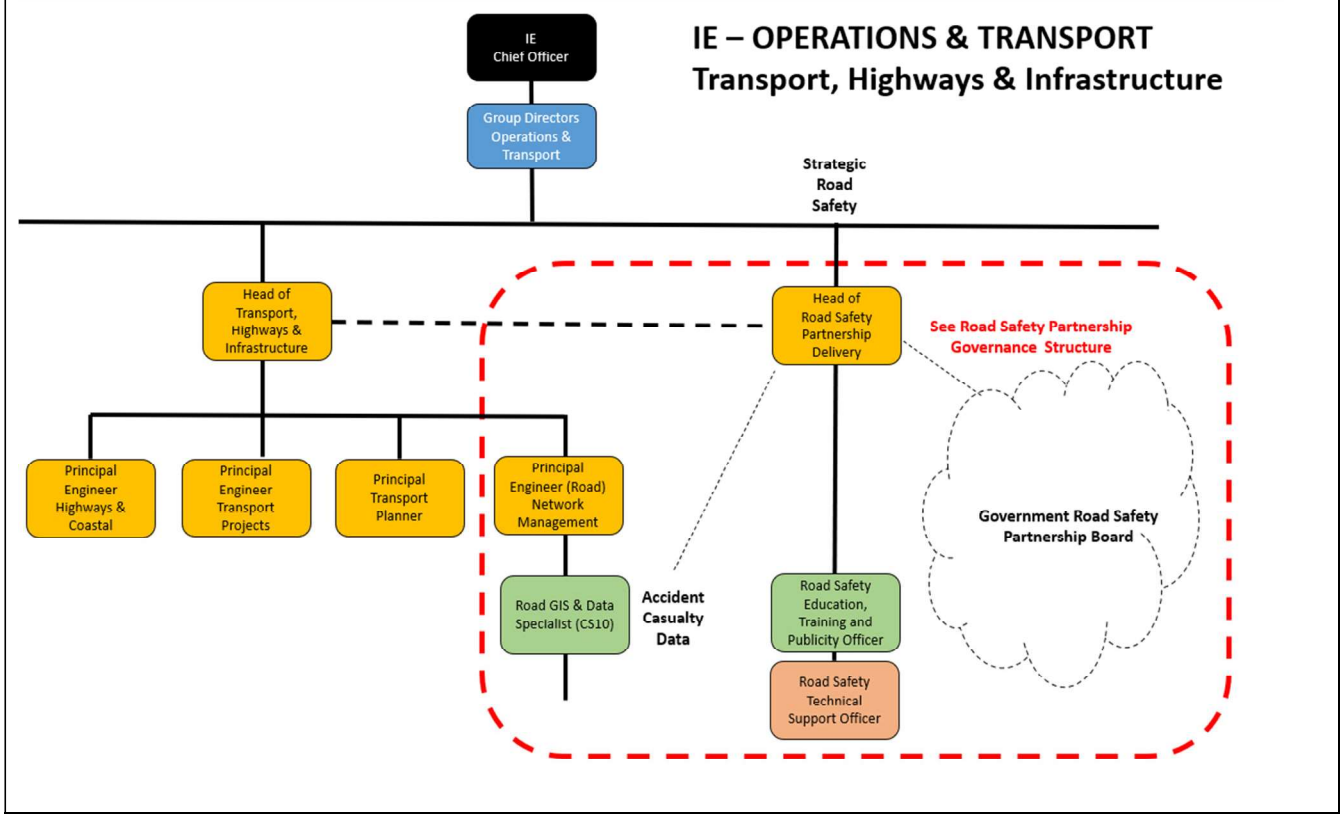 IE – OPERATIONS & TRANSPORT
Transport, Highways & Infrastructure
IE
Chief Officer
Group Directors
Operations &
Transport
Strategic
Road
Safety
Head of
Transport,
Highways &
Infrastructure
Head of
Road Safety
Partnership
Delivery
See Road Safety Partnership
Governance Structure
Principal
Engineer
Highways &
Coastal
Principal
Engineer
Transport
Projects
Principal
Transport
Planner
Principal
Engineer (Road)
Network
Management
Government Road Safety
Partnership Board
Road GIS & Data
Specialist (CS10)
Accident
Casualty
Data
Road Safety
Education,
Training and
Publicity Officer
Road Safety
Technical
Support Officer